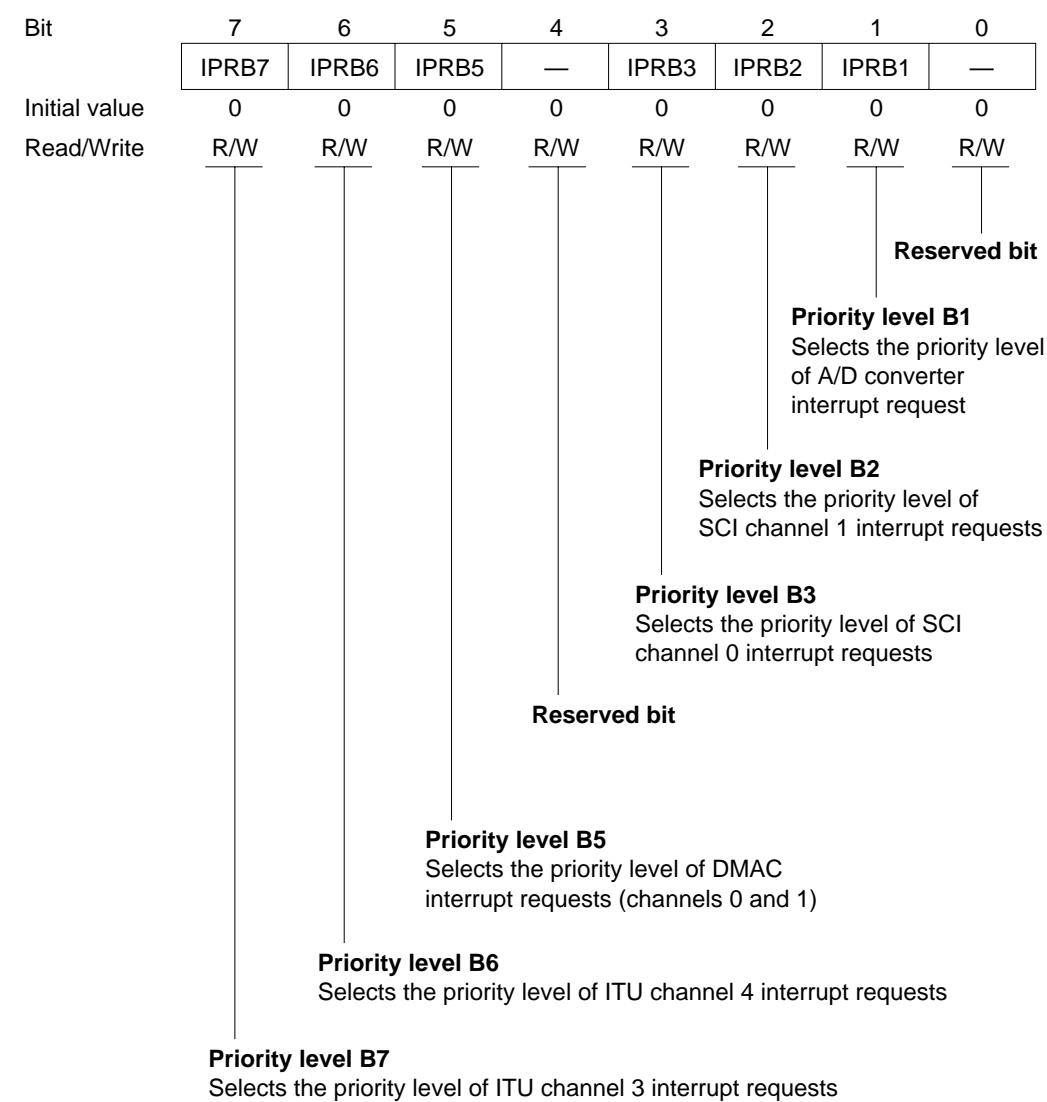 Bit 7 6 5 4 3 2 1 0
IPRB7 IPRB6 IPRB5 — IPRB3 IPRB2 IPRB1 —
Initial value 0 0 0 0 0 0 0 0
Read/Write R/W R/W R/W R/W R/W R/W R/W R/W
Reserved bit
Priority level B1
Selects the priority level
of A/D converter
interrupt request
Priority level B2
Selects the priority level of
SCI channel 1 interrupt requests
Priority level B3
Selects the priority level of SCI
channel 0 interrupt requests
Reserved bit
Priority level B5
Selects the priority level of DMAC
interrupt requests (channels 0 and 1)
Priority level B6
Selects the priority level of ITU channel 4 interrupt requests
Priority level B7
Selects the priority level of ITU channel 3 interrupt requests